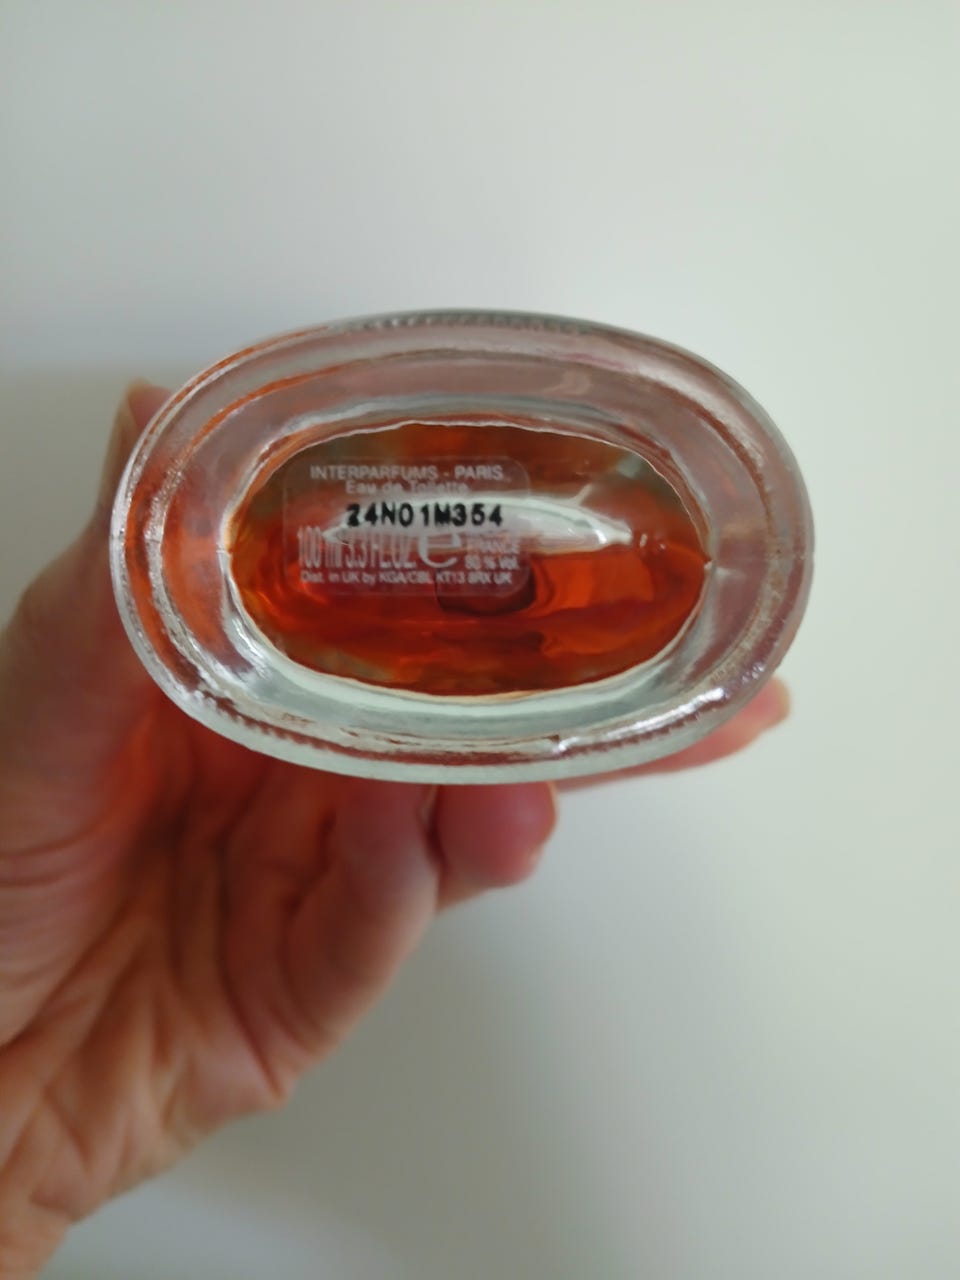 INTERPARFUMS - PARIS
Eau de Toilette
24N01M354
100 ml 3.3 FL.OZ. e FRANCE
80 % Vol.
Dist. in UK by KGA/CBL KT13 8RX UK